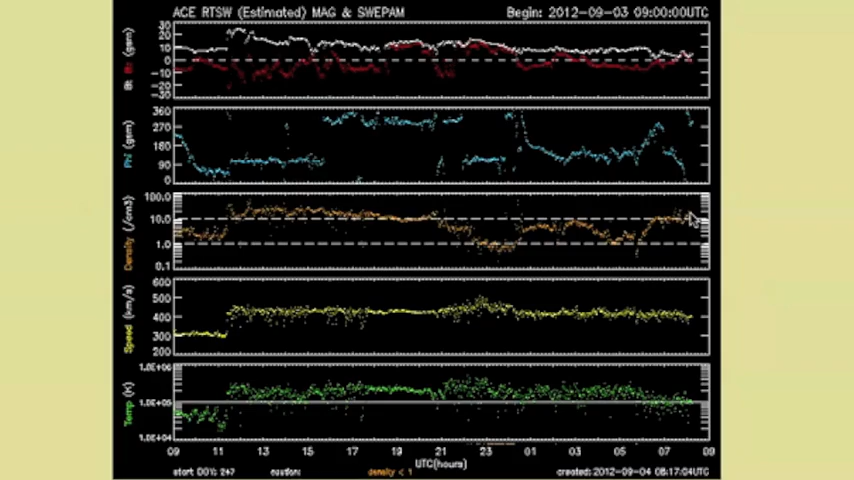 ACE RTSW (Estimated) MAG & SWEPAM Begin: 2012-09-03 09:00:00UTC
Bt Bz (gsm)
30
20
10
0
-10
-20
-30
Phi (gsm)
360
270
180
90
0
Density (/cm3)
100.0
10.0
1.0
0.1
Speed (km/s)
600
500
400
300
200
Temp (K)
1.0E+06
1.0E+05
1.0E+04
09 11 13 15 17 19 21 23 01 03 05 07 09
UTC(hours)
start DOY: 247 caution: density < 1 created: 2012-09-04 08:17:04UTC